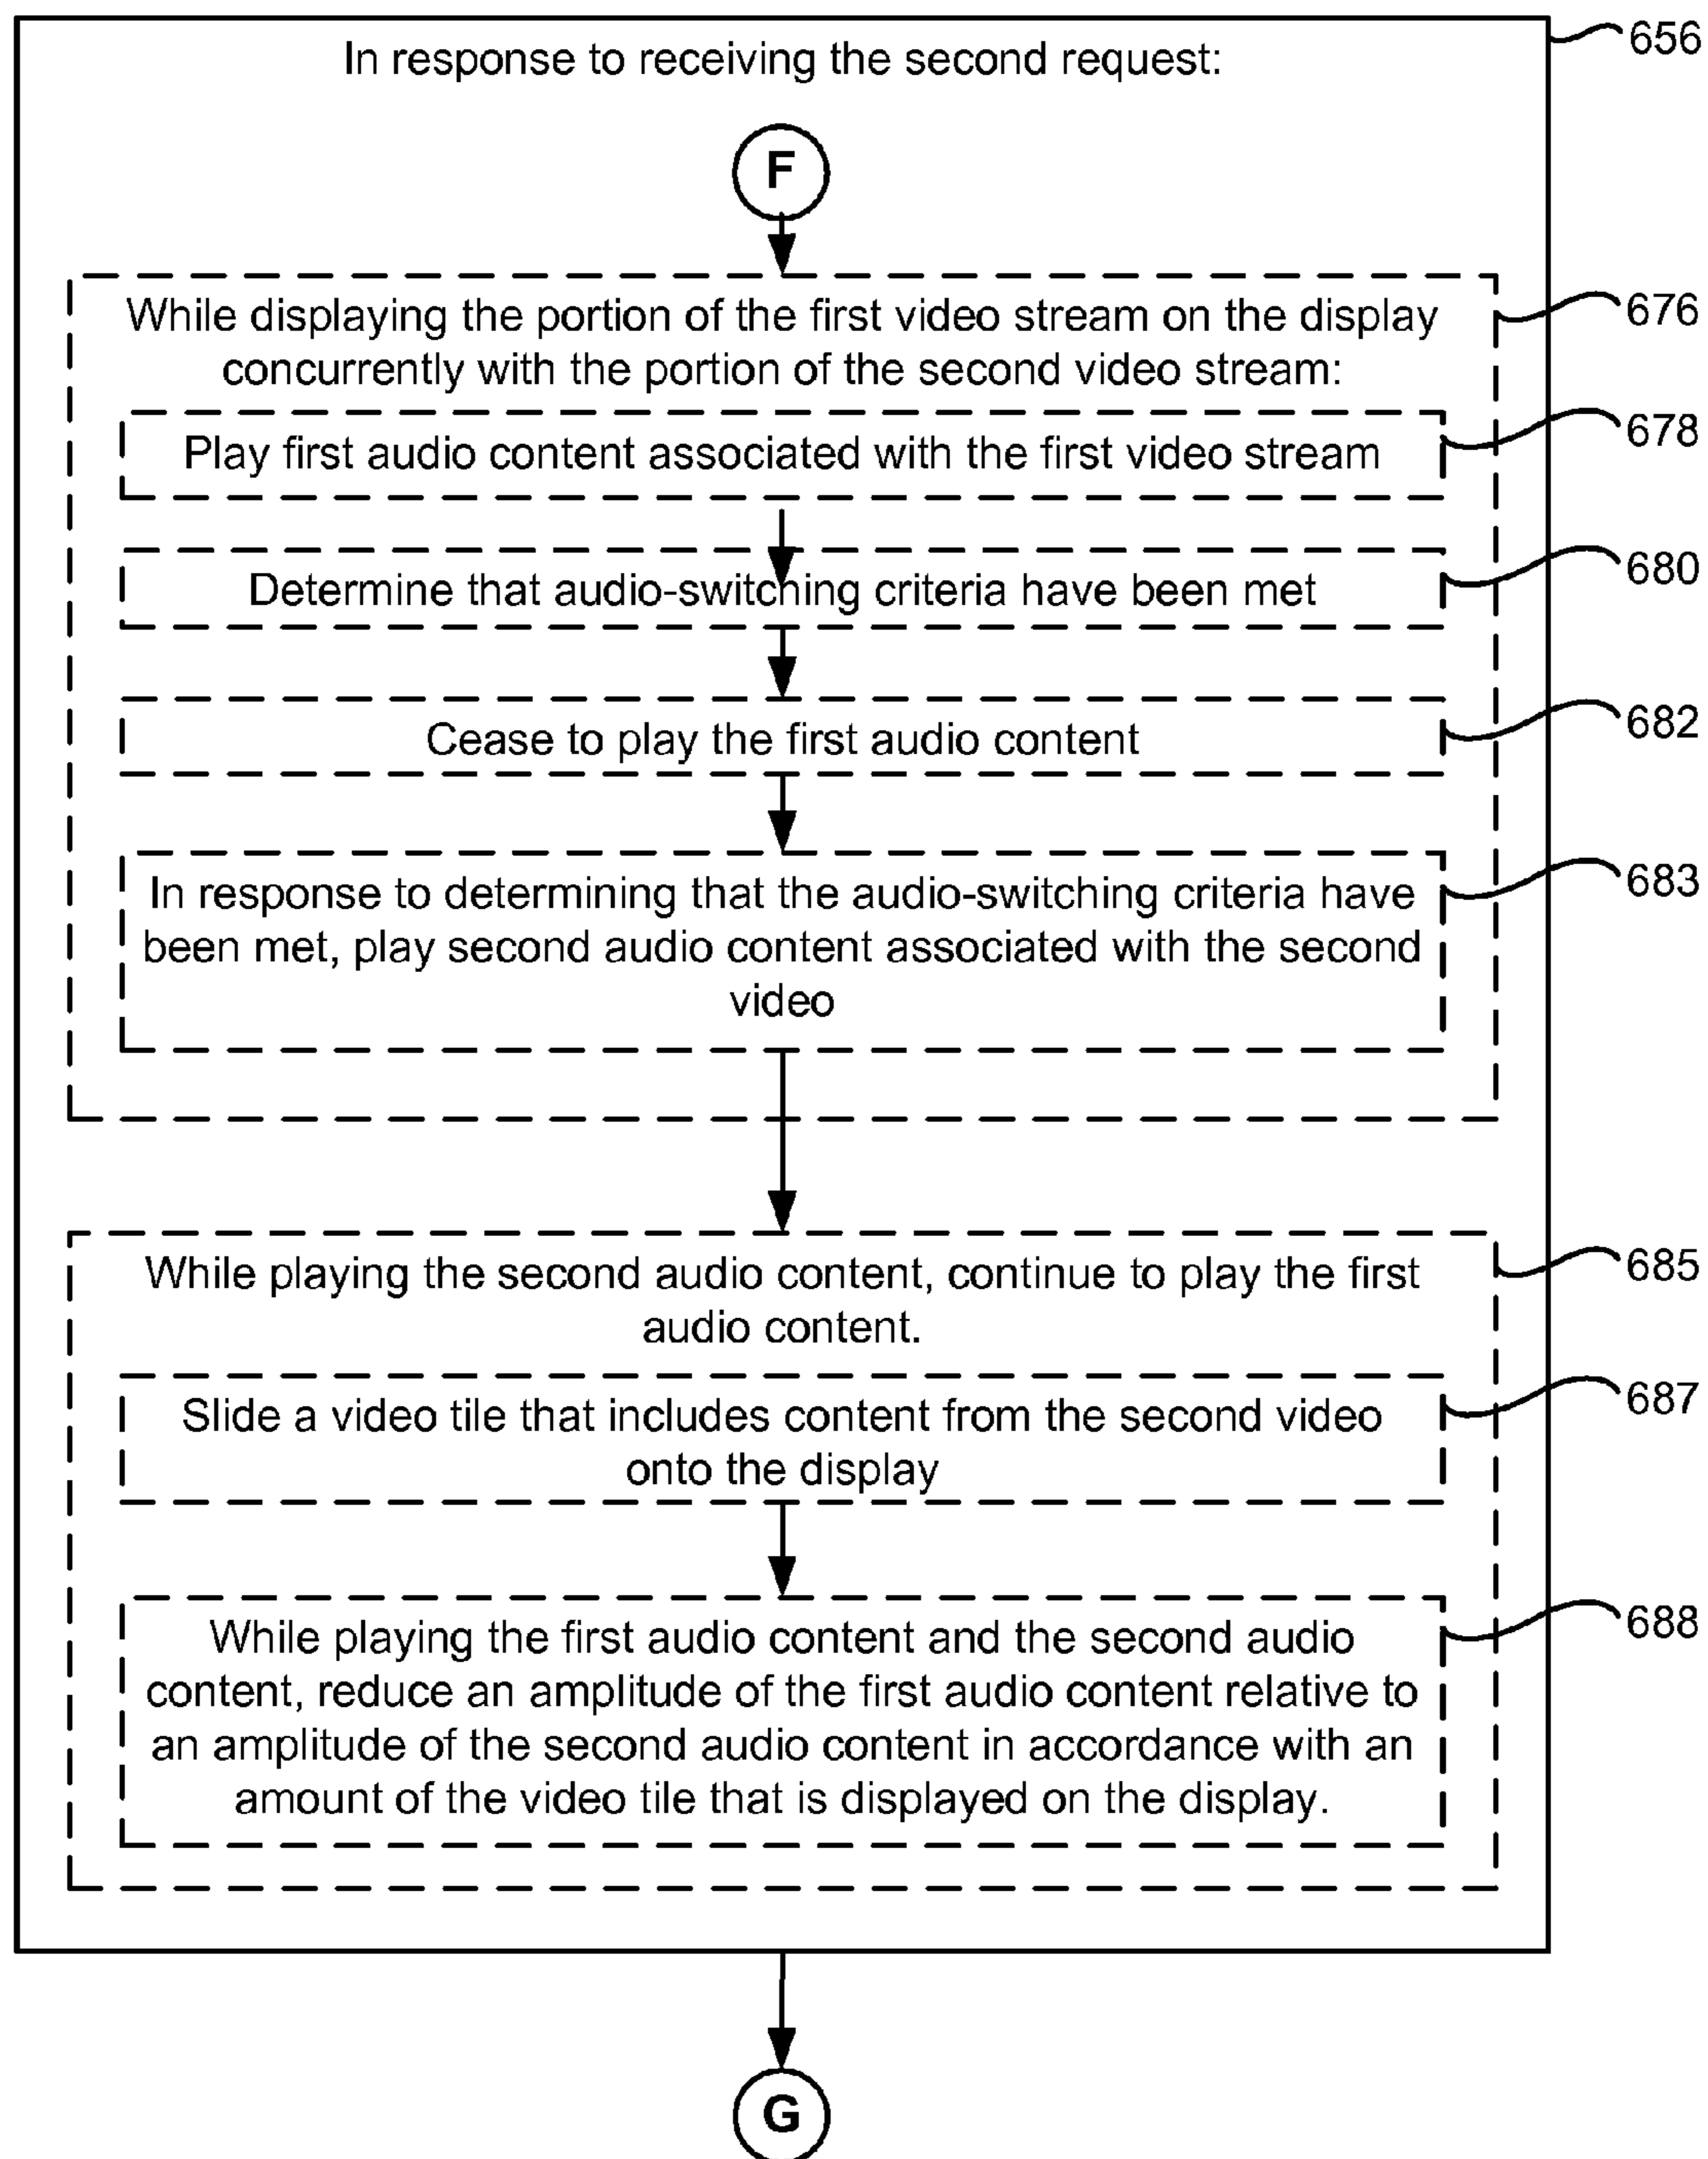 In response to receiving the second request:
656
F
While displaying the portion of the first video stream on the display
concurrently with the portion of the second video stream:
676
Play first audio content associated with the first video stream
678
Determine that audio-switching criteria have been met
680
Cease to play the first audio content
682
In response to determining that the audio-switching criteria have
been met, play second audio content associated with the second
video
683
While playing the second audio content, continue to play the first
audio content.
685
Slide a video tile that includes content from the second video
onto the display
687
While playing the first audio content and the second audio
content, reduce an amplitude of the first audio content relative to
an amplitude of the second audio content in accordance with an
amount of the video tile that is displayed on the display.
688
G